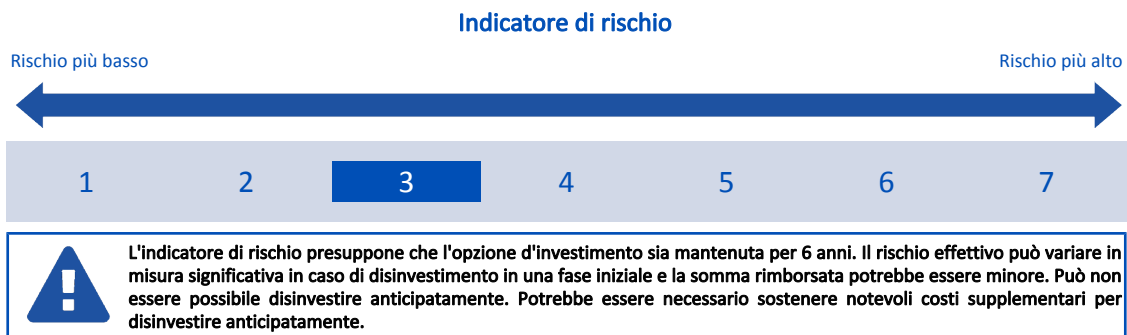 Indicatore di rischio
Rischio più basso
Rischio più alto
1 2 3 4 5 6 7
L'indicatore di rischio presuppone che l'opzione d'investimento sia mantenuta per 6 anni. Il rischio effettivo può variare in
misura significativa in caso di disinvestimento in una fase iniziale e la somma rimborsata potrebbe essere minore. Può non
essere possibile disinvestire anticipatamente. Potrebbe essere necessario sostenere notevoli costi supplementari per
disinvestire anticipatamente.